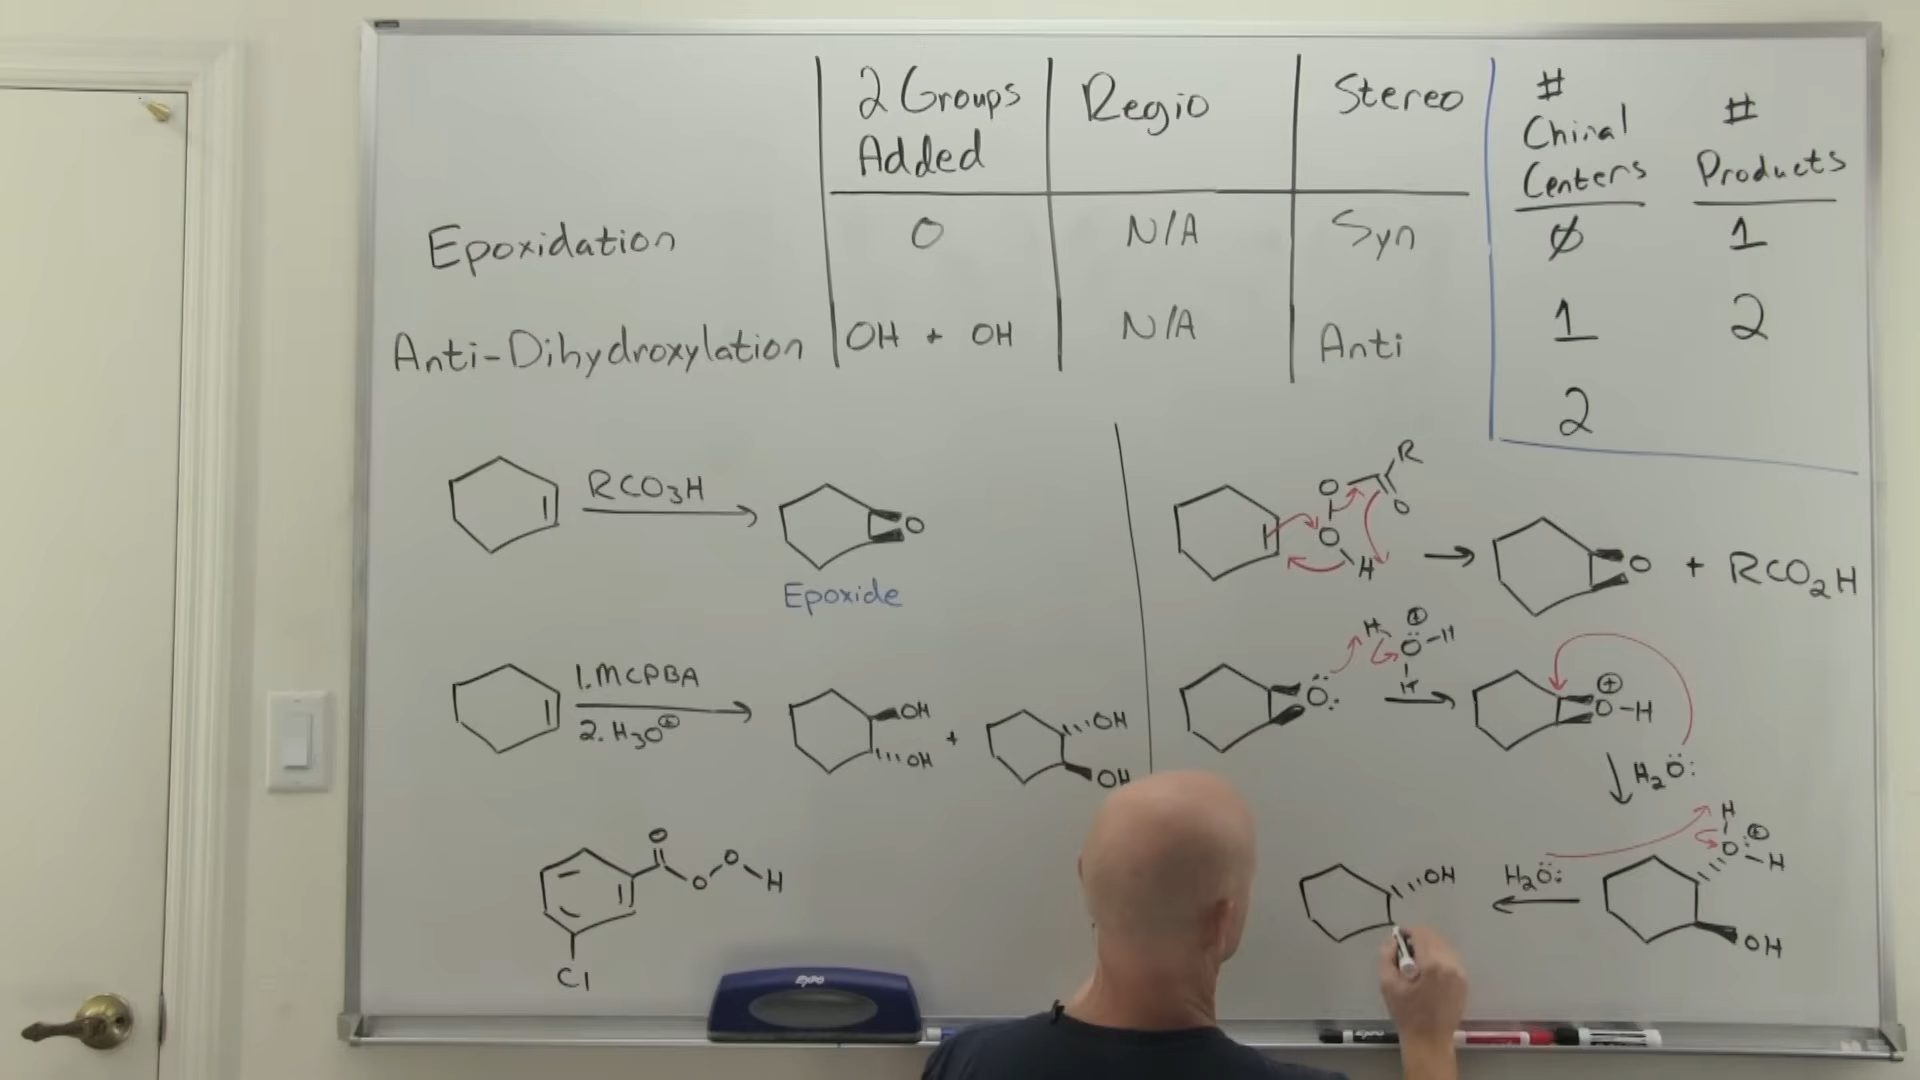 2 Groups Added
Regio
Stereo
# Chiral Centers
# Products
Epoxidation
O
N/A
Syn
0
1
Anti-Dihydroxylation
OH + OH
N/A
Anti
1
2
2
RCO3H
O
Epoxide
O
R
O
O
H
O
+ RCO2H
1. MCPBA
2. H3O⊕
OH
OH
+
OH
OH
O:
H
⊕
O-H
H
⊕
O-H
H2O:
O
O
O
H
Cl
OH
H2O:
H
⊕
O-H
OH
expo